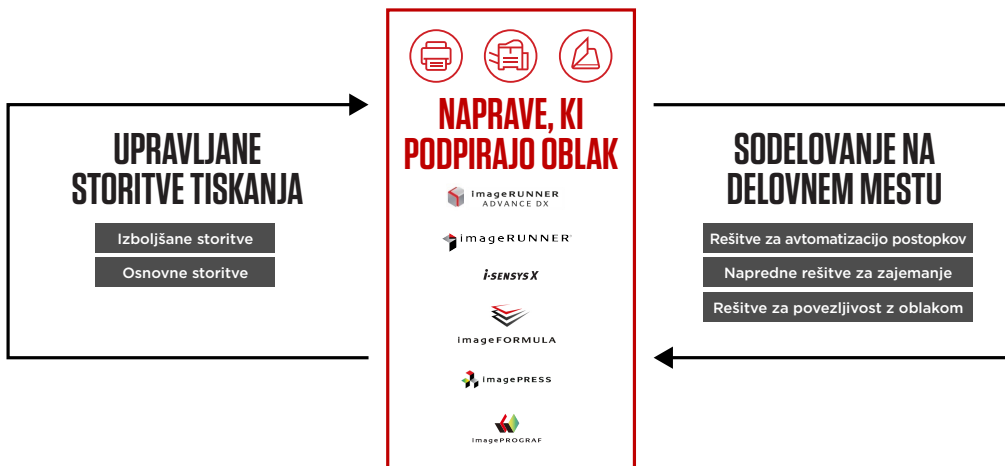 UPRAVLJANE
STORITVE TISKANJA
Izboljšane storitve
Osnovne storitve
NAPRAVE, KI
PODPIRAJO OBLAK
imageRUNNER
ADVANCE DX
imageRUNNER
i-SENSYS X
imageFORMULA
imagePRESS
imagePROGRAF
SODELOVANJE NA
DELOVNEM MESTU
Rešitve za avtomatizacijo postopkov
Napredne rešitve za zajemanje
Rešitve za povezljivost z oblakom